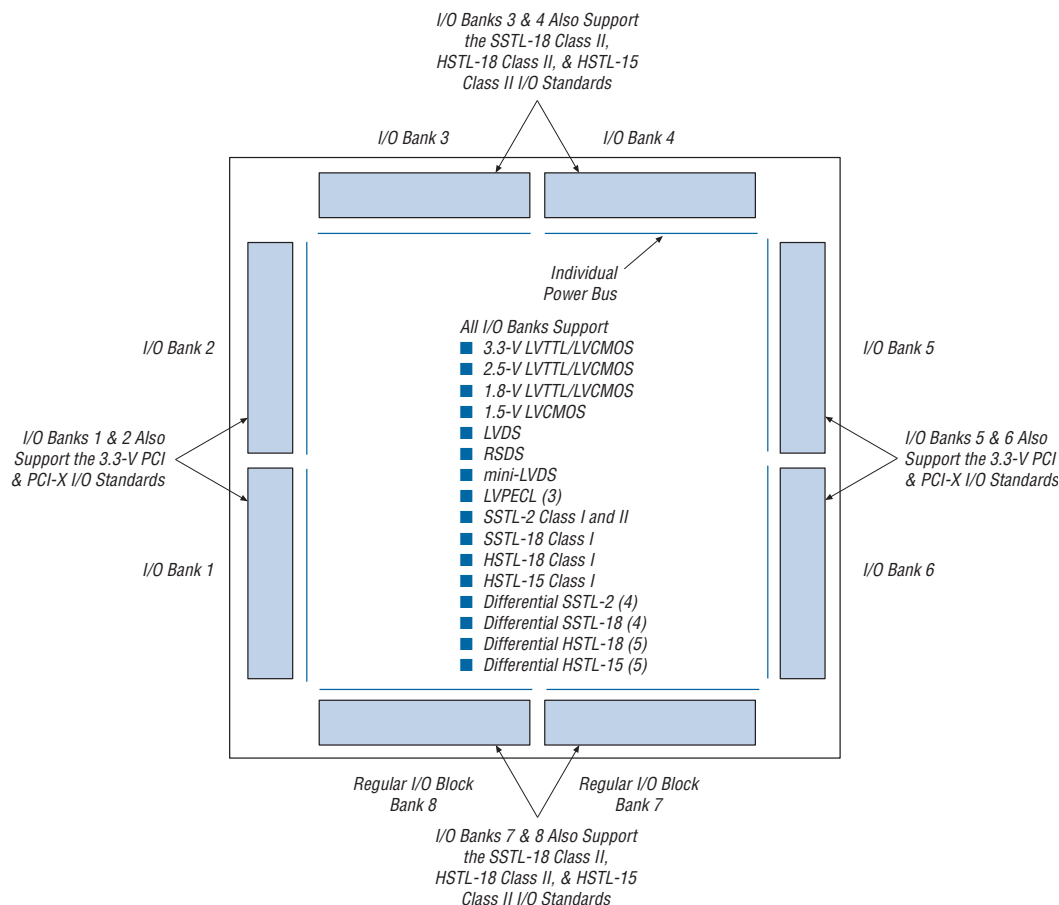 I/O Banks 3 & 4 Also Support
the SSTL-18 Class II,
HSTL-18 Class II, & HSTL-15
Class II I/O Standards
I/O Bank 3
I/O Bank 4
Individual
Power Bus
I/O Bank 2
I/O Bank 5
All I/O Banks Support
3.3-V LVTTL/LVCMOS
2.5-V LVTTL/LVCMOS
1.8-V LVTTL/LVCMOS
1.5-V LVCMOS
LVDS
RSDS
mini-LVDS
LVPECL (3)
SSTL-2 Class I and II
SSTL-18 Class I
HSTL-18 Class I
HSTL-15 Class I
Differential SSTL-2 (4)
Differential SSTL-18 (4)
Differential HSTL-18 (5)
Differential HSTL-15 (5)
I/O Banks 1 & 2 Also
Support the 3.3-V PCI
& PCI-X I/O Standards
I/O Banks 5 & 6 Also
Support the 3.3-V PCI
& PCI-X I/O Standards
I/O Bank 1
I/O Bank 6
Regular I/O Block
Bank 8
Regular I/O Block
Bank 7
I/O Banks 7 & 8 Also Support
the SSTL-18 Class II,
HSTL-18 Class II, & HSTL-15
Class II I/O Standards